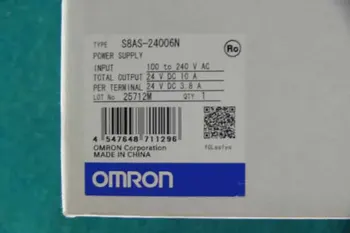 TYPE S8AS-24006N
POWER SUPPLY
INPUT 100 to 240 V AC
TOTAL OUTPUT 24 V DC 10 A
PER TERMINAL 24 V DC 3.8 A
LOT No 25712M QTY 1
Ro
4 547648 711296
OMRON Corporation
MADE IN CHINA
OMRON